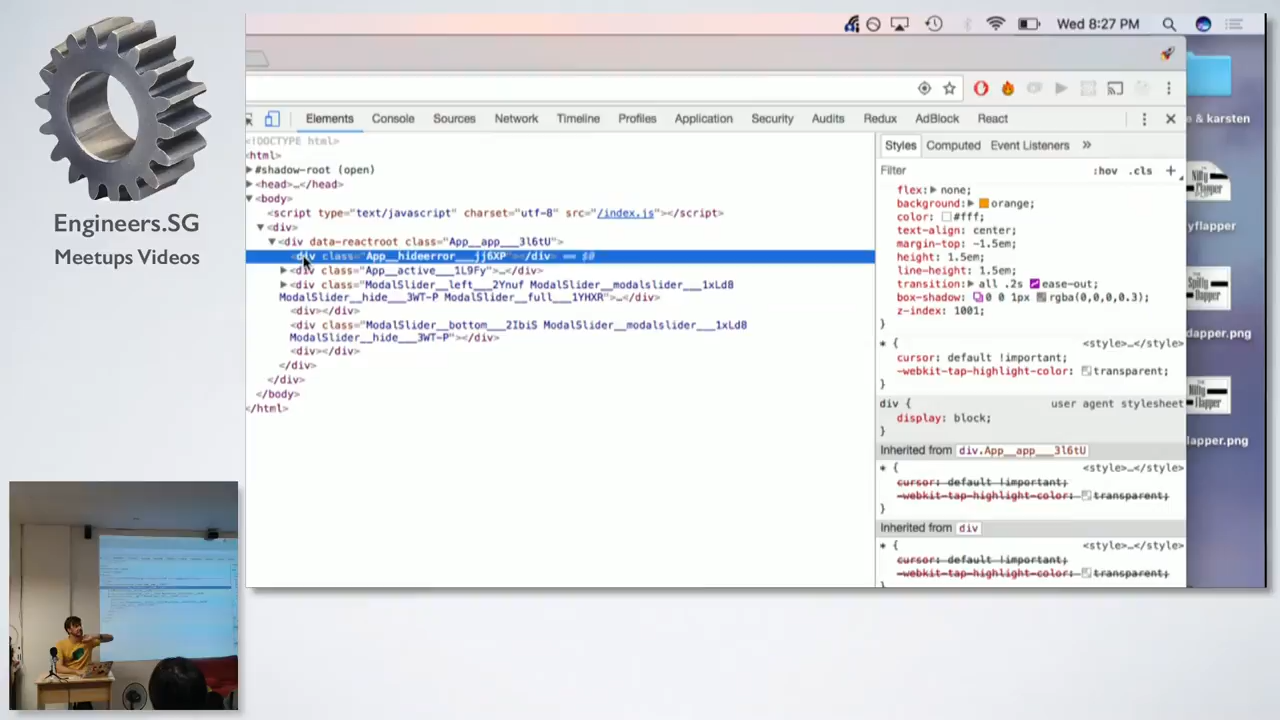 Engineers.SG
Meetups Videos
Wed 8:27 PM
Elements Console Sources Network Timeline Profiles Application Security Audits Redux AdBlock React
<!DOCTYPE html>
<html>
#shadow-root (open)
<head>…</head>
<body>
<script type="text/javascript" charset="utf-8" src="/index.js"></script>
<div>
<div data-reactroot class="App__app___3l6tU">
<div class="App__hideerror___jj6XP"></div> == $0
<div class="App__active___1L9Fy">…</div>
<div class="ModalSlider__left___2Ynuf ModalSlider__modalslider___1xLd8
ModalSlider__hide___3WT-P ModalSlider__full___1YHXR">…</div>
<div></div>
<div class="ModalSlider__bottom___2IbiS ModalSlider__modalslider___1xLd8
ModalSlider__hide___3WT-P"></div>
<div></div>
</div>
</div>
</body>
</html>
Styles Computed Event Listeners »
Filter :hov .cls +
flex: none;
background: orange;
color: #fff;
text-align: center;
margin-top: -1.5em;
height: 1.5em;
line-height: 1.5em;
transition: all .2s ease-out;
box-shadow: 0 0 1px rgba(0,0,0,0.3);
z-index: 1001;
}
* { <style>…</style>
cursor: default !important;
-webkit-tap-highlight-color: transparent;
}
div { user agent stylesheet
display: block;
}
Inherited from div.App__app___3l6tU
* { <style>…</style>
cursor: default !important;
-webkit-tap-highlight-color: transparent;
}
Inherited from div
* { <style>…</style>
cursor: default !important;
-webkit-tap-highlight-color: transparent;
e & karsten
yflapper
dapper.png
lapper.png